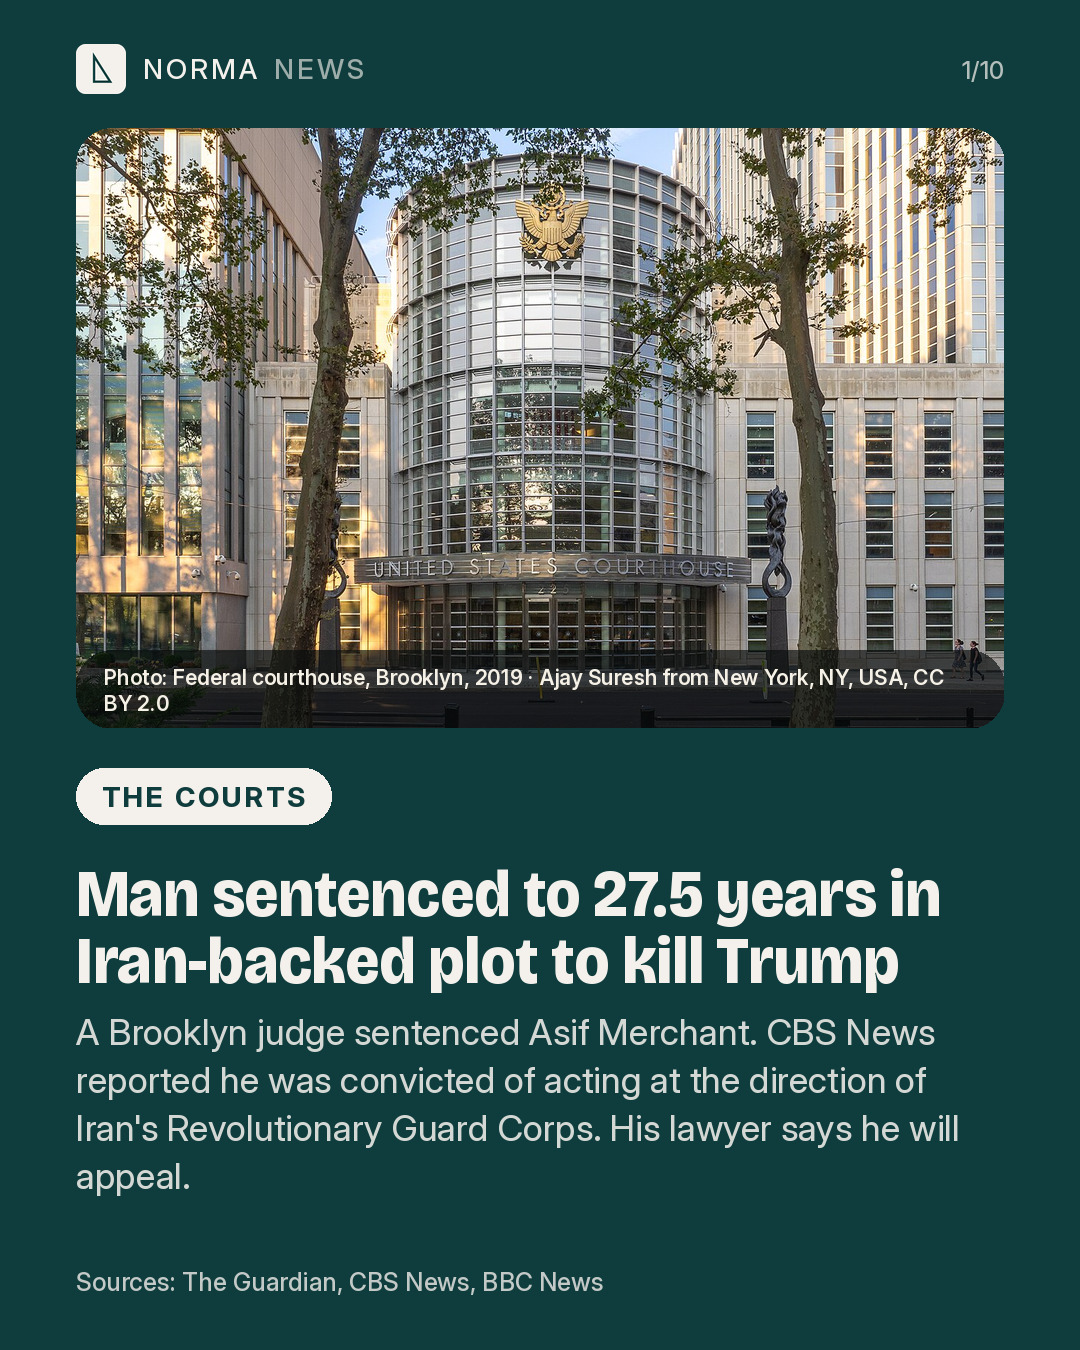 NORMA NEWS
1/10
UNITED STATES COURTHOUSE
225
Photo: Federal courthouse, Brooklyn, 2019 · Ajay Suresh from New York, NY, USA, CC
BY 2.0
THE COURTS
Man sentenced to 27.5 years in
Iran-backed plot to kill Trump
A Brooklyn judge sentenced Asif Merchant. CBS News
reported he was convicted of acting at the direction of
Iran's Revolutionary Guard Corps. His lawyer says he will
appeal.
Sources: The Guardian, CBS News, BBC News